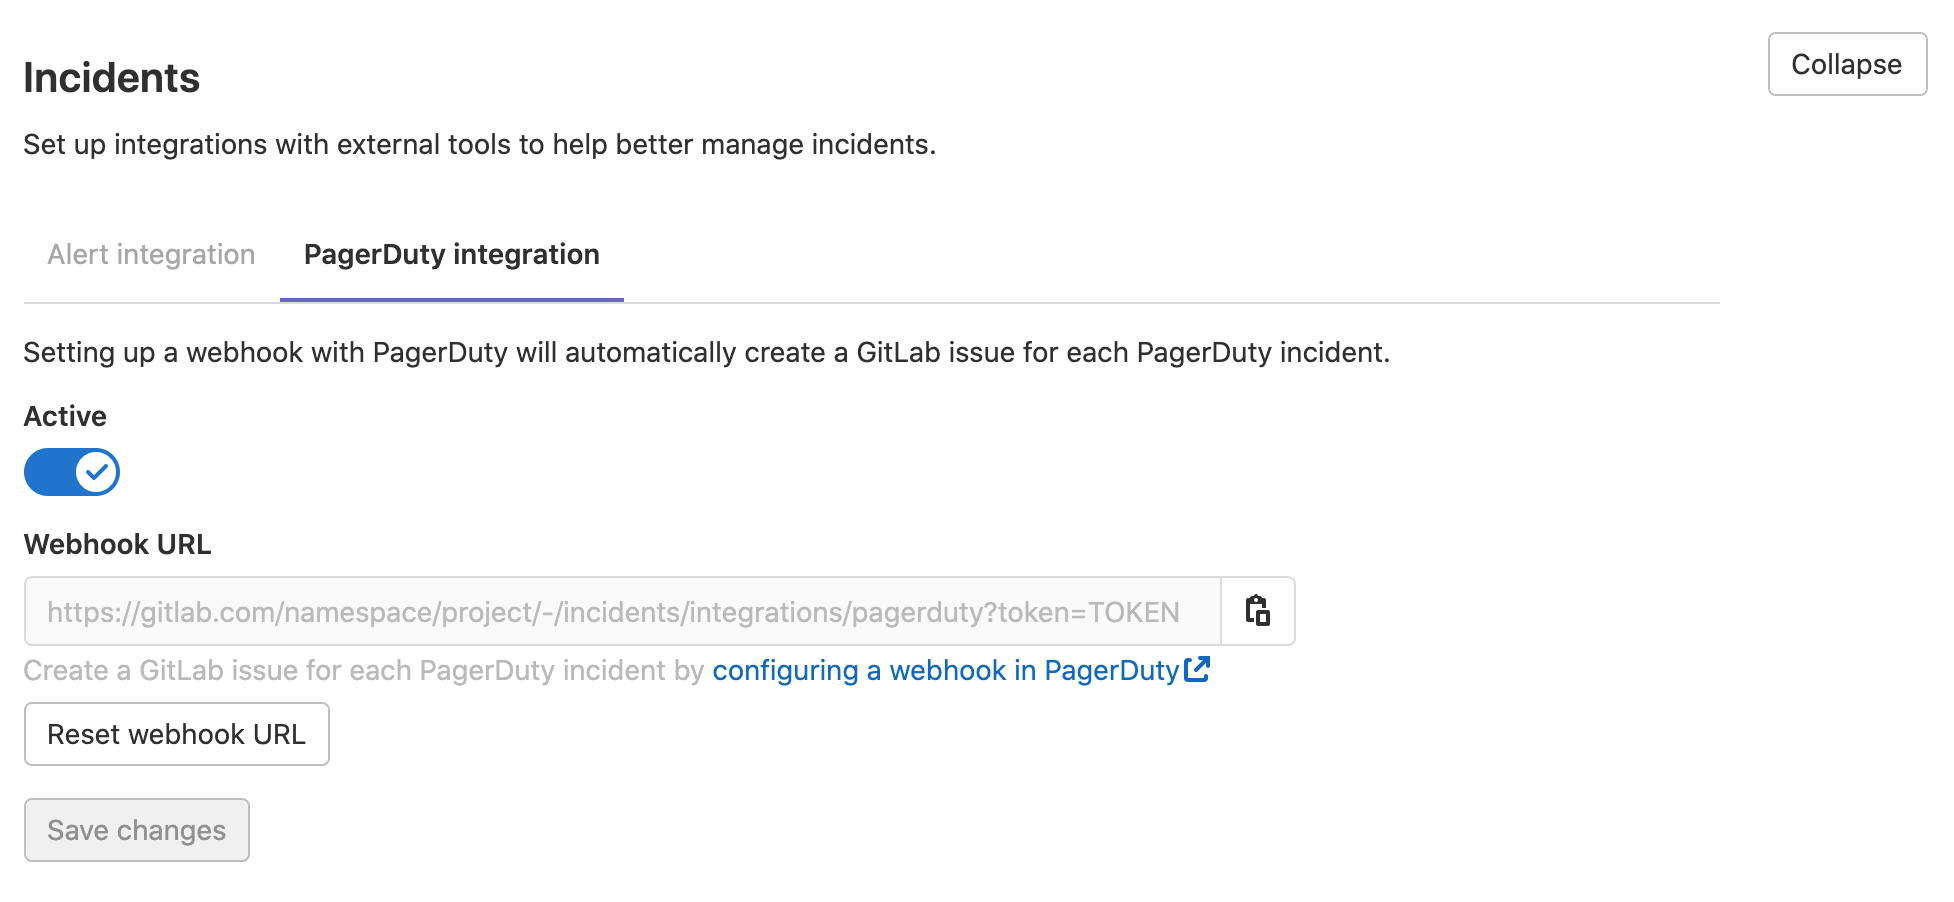 Incidents
Collapse
Set up integrations with external tools to help better manage incidents.
Alert integration
PagerDuty integration
Setting up a webhook with PagerDuty will automatically create a GitLab issue for each PagerDuty incident.
Active
Webhook URL
https://gitlab.com/namespace/project/-/incidents/integrations/pagerduty?token=TOKEN
Create a GitLab issue for each PagerDuty incident by configuring a webhook in PagerDuty
Reset webhook URL
Save changes